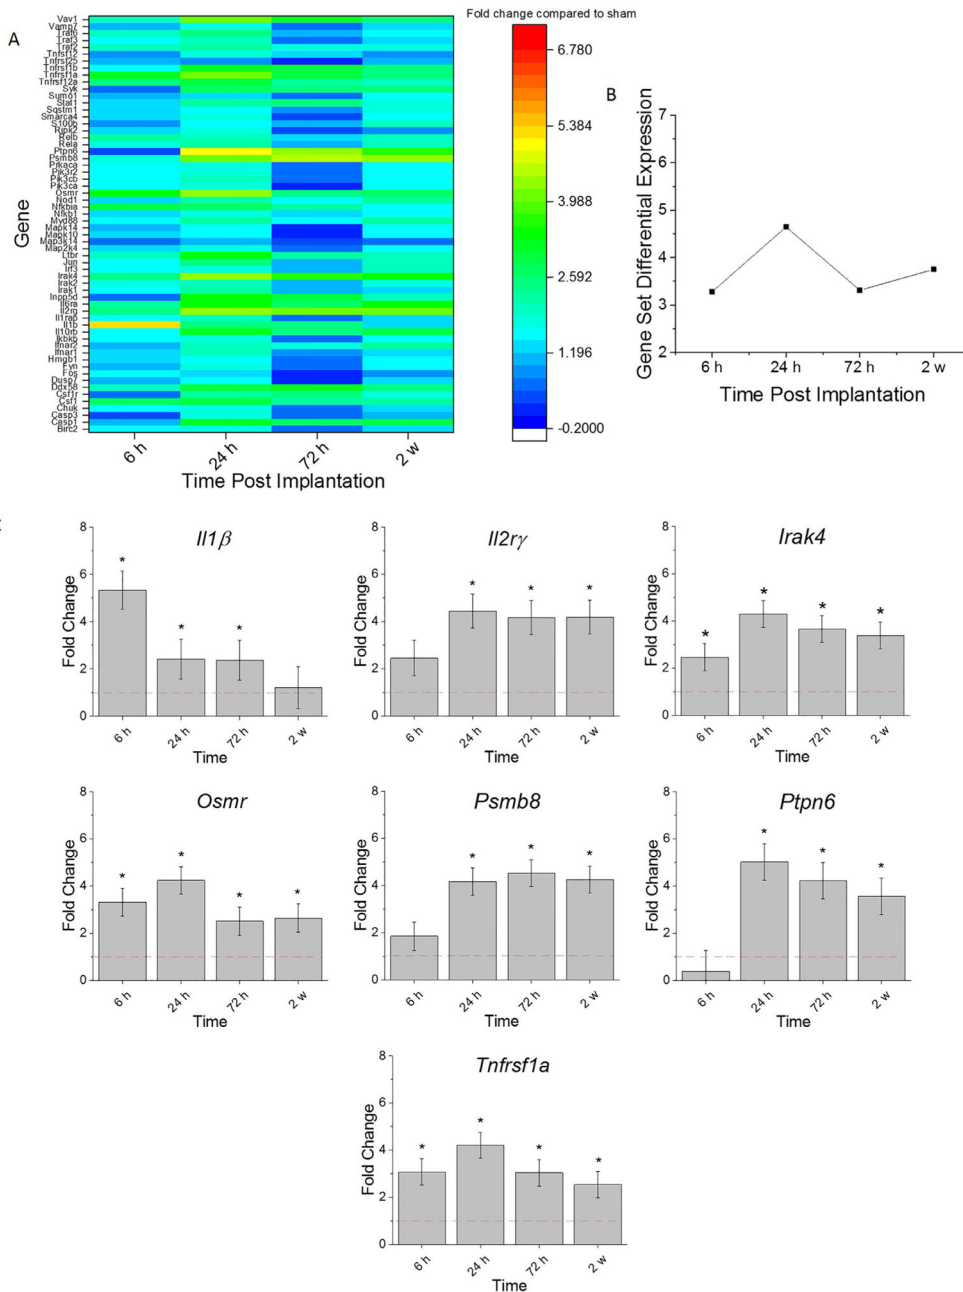 A
Fold change compared to sham
Vav1
Vamp7
Traf6
Traf3
Traf2
Tnfsf12
Tnfrsf25
Tnfrsf1b
Tnfrsf1a
Tnfrsf12a
Syk
Sumo1
Stat1
Sqstm1
Smarca4
S100b
Ripk2
Relb
Rela
Ptpn6
Psmb8
Prkaca
Pik3r2
Pik3cb
Pik3ca
Osmr
Nod1
Nfkbia
Nfkb1
Myd88
Mapk14
Mapk10
Map3k14
Map2k4
Ltbr
Jun
Irf3
Irak4
Irak2
Irak1
Inpp5d
Il6ra
Il2rg
Il1rap
Il1b
Il10rb
Ikbkb
Ifnar2
Ifnar1
Hmgb1
Fyn
Fos
Dusp7
Ddx58
Csf1r
Csf1
Chuk
Casp3
Casp1
Birc2
Gene
6 h
24 h
72 h
2 w
Time Post Implantation
6.780
5.384
3.988
2.592
1.196
-0.2000
B
Gene Set Differential Expression
7
6
5
4
3
2
6 h
24 h
72 h
2 w
Time Post Implantation
Il1β
Fold Change
8
6
4
2
0
* * *
6 h
24 h
72 h
2 w
Time
Il2rγ
Fold Change
8
6
4
2
0
* * *
6 h
24 h
72 h
2 w
Time
Irak4
Fold Change
8
6
4
2
0
* * * *
6 h
24 h
72 h
2 w
Time
Osmr
Fold Change
8
6
4
2
0
* * * *
6 h
24 h
72 h
2 w
Time
Psmb8
Fold Change
8
6
4
2
0
* * *
6 h
24 h
72 h
2 w
Time
Ptpn6
Fold Change
8
6
4
2
0
* * *
6 h
24 h
72 h
2 w
Time
Tnfrsf1a
Fold Change
8
6
4
2
0
* * * *
6 h
24 h
72 h
2 w
Time